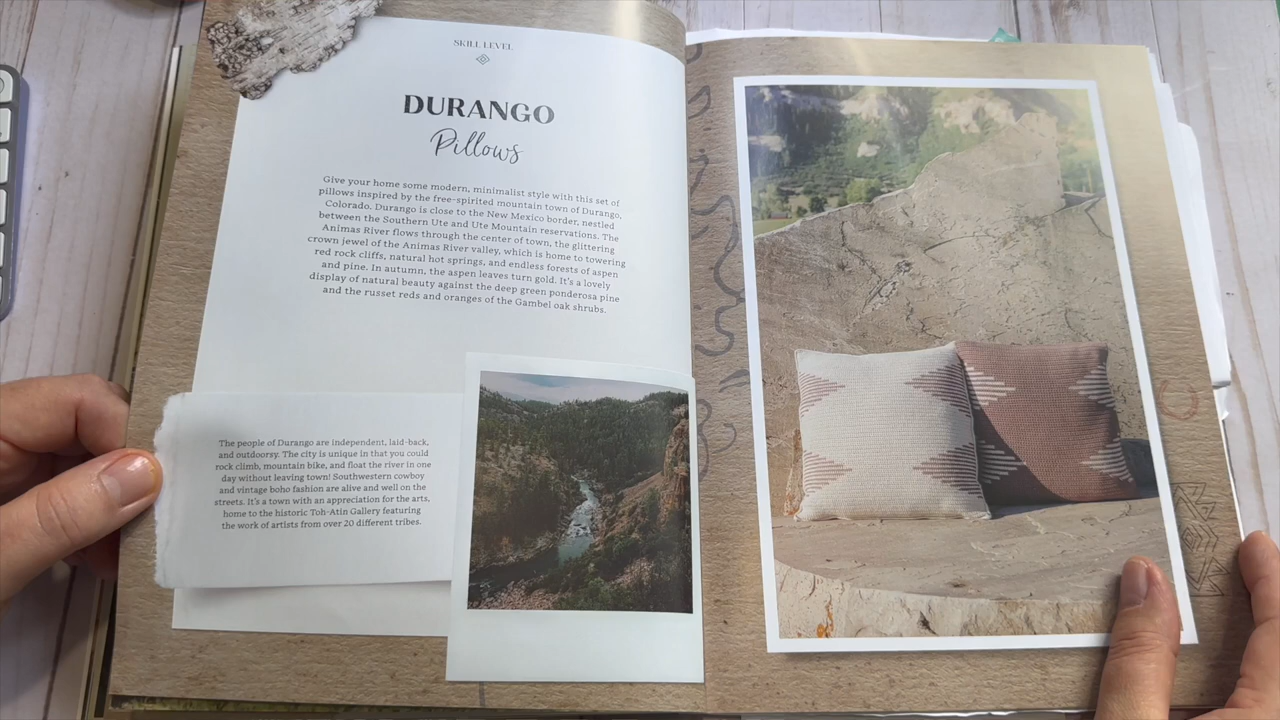 SKILL LEVEL
DURANGO
Pillows
Give your home some modern, minimalist style with this set of
pillows inspired by the free-spirited mountain town of Durango,
Colorado. Durango is close to the New Mexico border, nestled
between the Southern Ute and Ute Mountain reservations. The
Animas River flows through the center of town, the glittering
crown jewel of the Animas River valley, which is home to towering
red rock cliffs, natural hot springs, and endless forests of aspen
and pine. In autumn, the aspen leaves turn gold. It's a lovely
display of natural beauty against the deep green ponderosa pine
and the russet reds and oranges of the Gambel oak shrubs.
The people of Durango are independent, laid-back,
and outdoorsy. The city is unique in that you could
rock climb, mountain bike, and float the river in one
day without leaving town! Southwestern cowboy
and vintage boho fashion are alive and well on the
streets. It's a town with an appreciation for the arts,
home to the historic Toh-Atin Gallery featuring
the work of artists from over 20 different tribes.